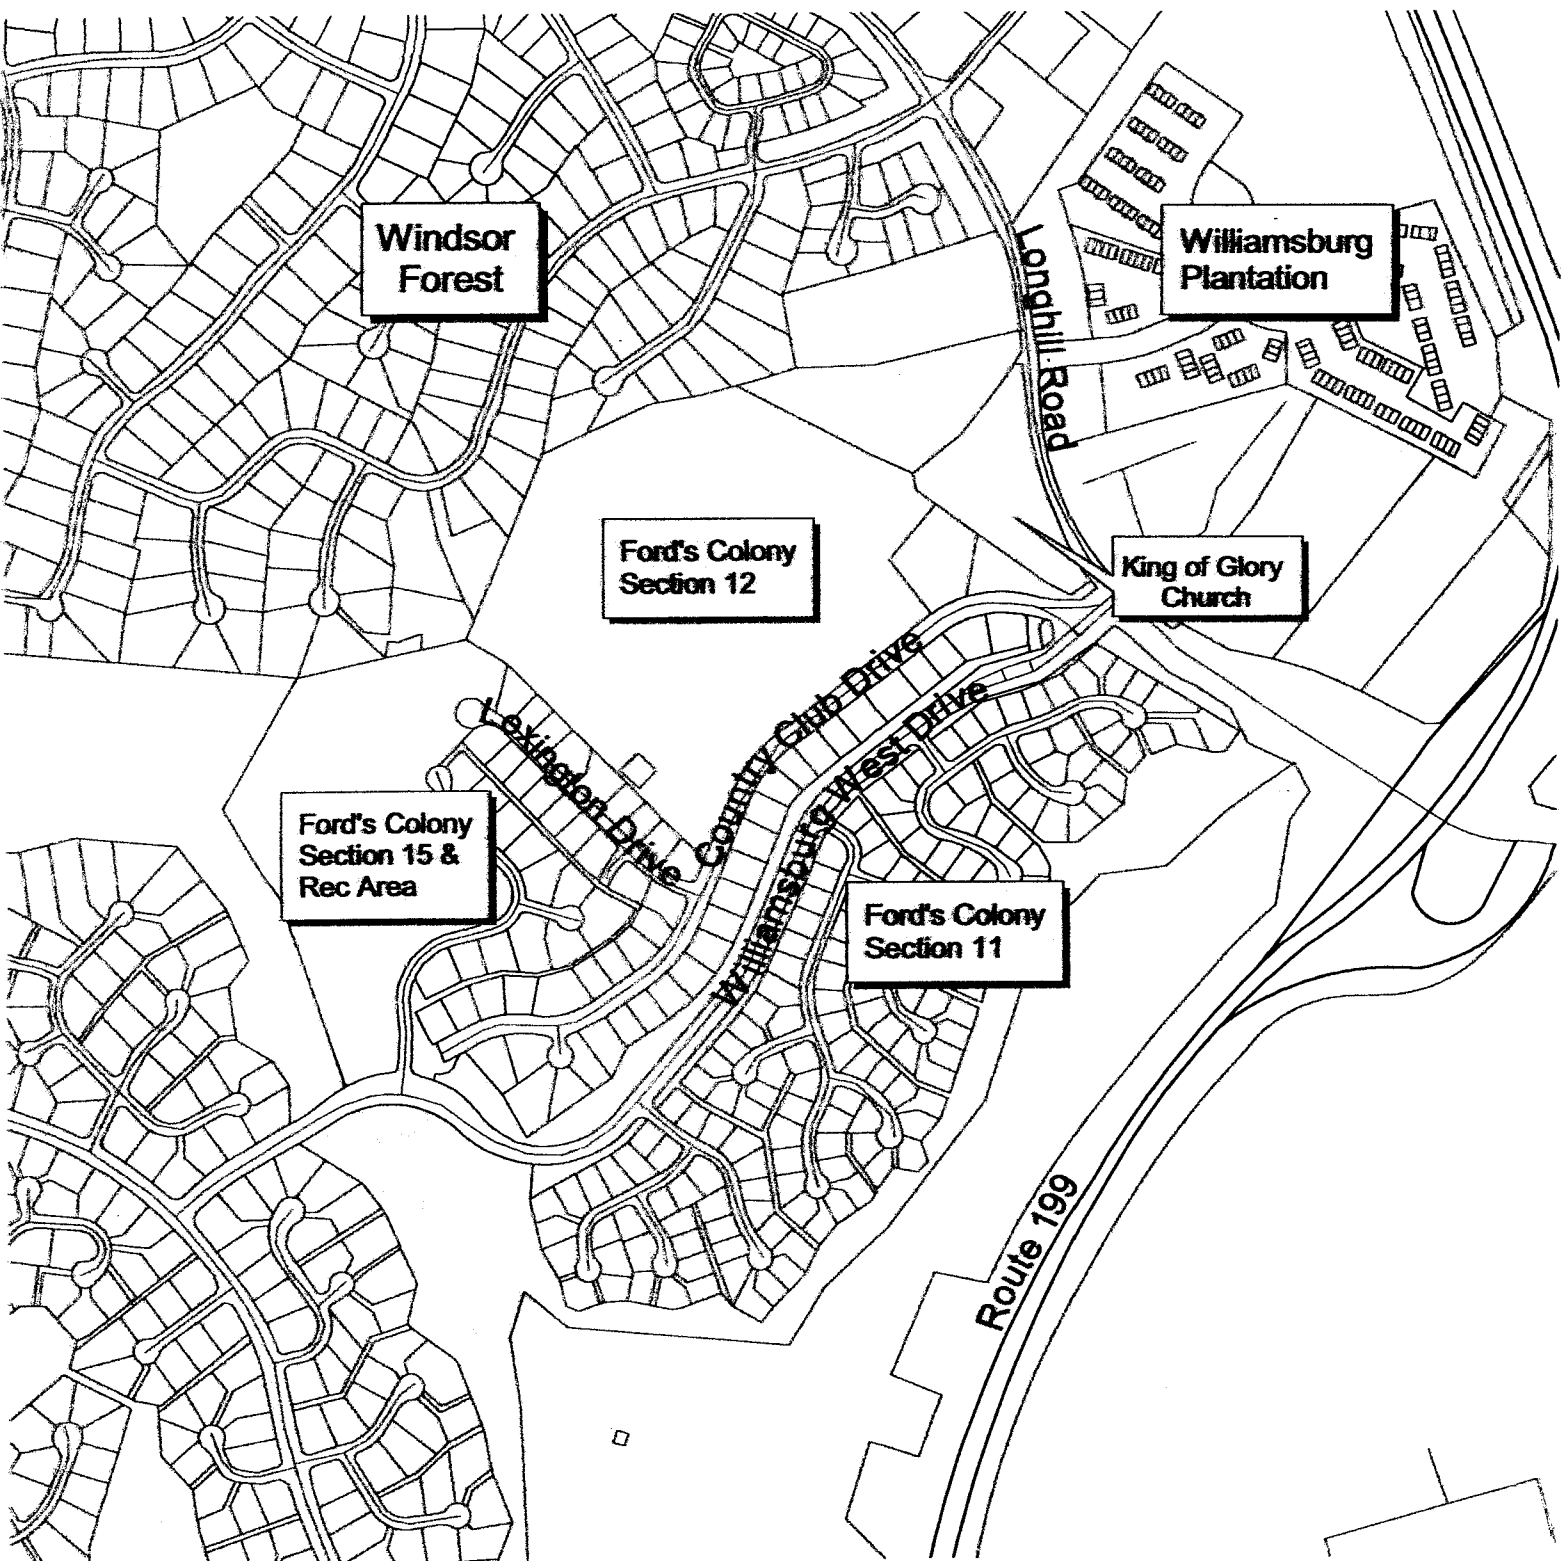 Windsor
Forest
Williamsburg
Plantation
Longhill Road
Ford's Colony
Section 12
King of Glory
Church
Country Club Drive
Williamsburg West Drive
Lexington Drive
Ford's Colony
Section 15 &
Rec Area
Ford's Colony
Section 11
Route 199